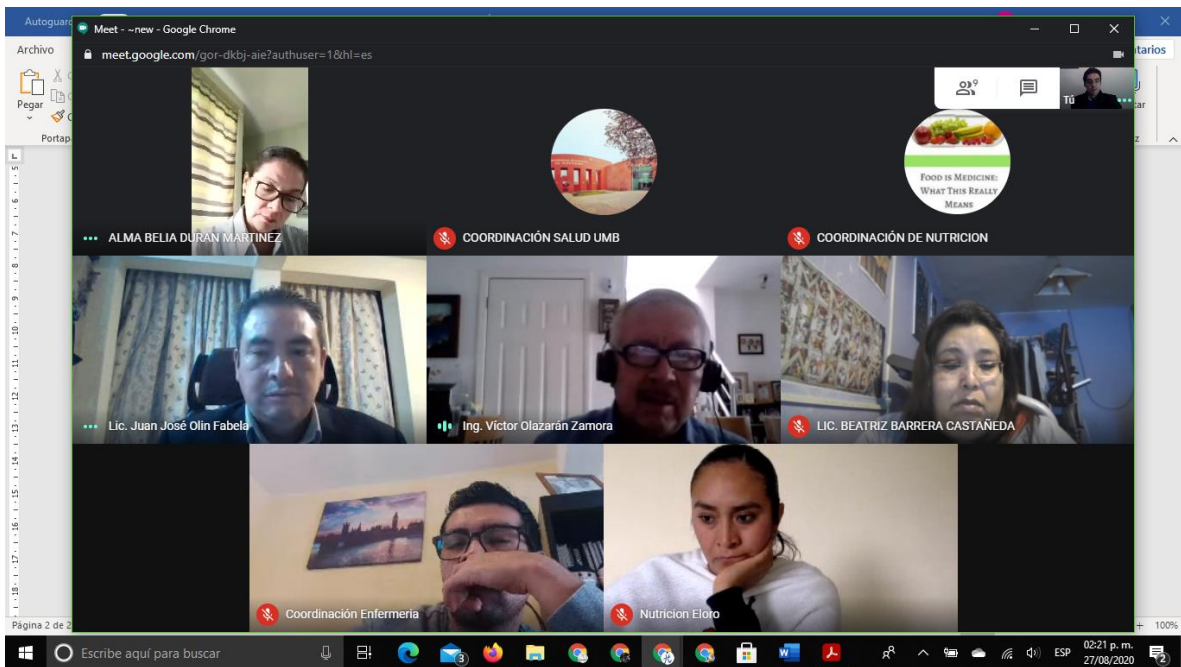 Autoguard
Meet - ~new - Google Chrome
Archivo
meet.google.com/gor-dkbj-aie?authuser=1&hl=es
tarios
Pegar
Portap
9
Tú
FOOD IS MEDICINE:
WHAT THIS REALLY
MEANS
ALMA BELIA DURAN MARTINEZ
COORDINACIÓN SALUD UMB
COORDINACIÓN DE NUTRICION
Lic. Juan José Olin Fabela
Ing. Víctor Olazarán Zamora
LIC. BEATRIZ BARRERA CASTAÑEDA
Coordinación Enfermeria
Nutricion Eloro
Página 2 de 2
100%
Escribe aquí para buscar
3
ESP
02:21 p. m.
27/08/2020
2